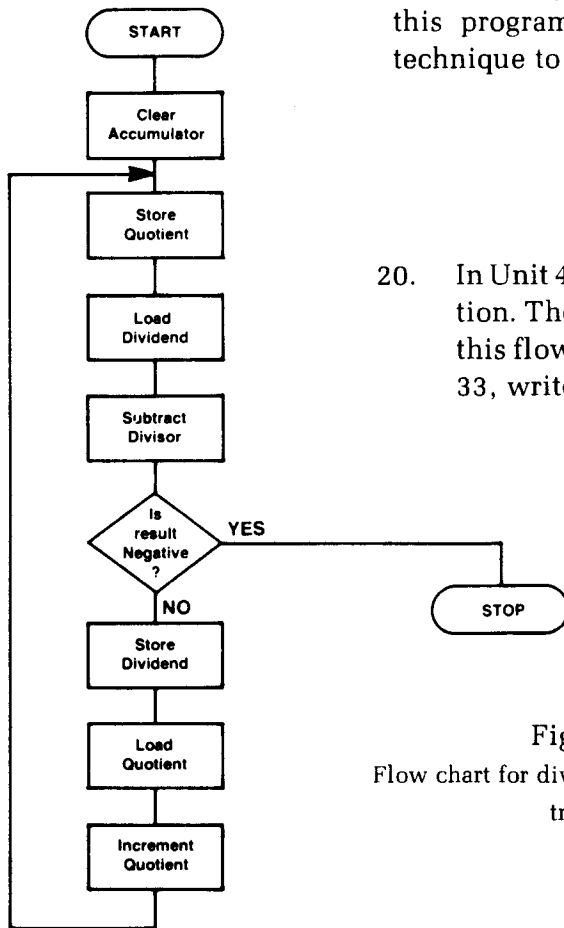 START
Clear
Accumulator
Store
Quotient
Load
Dividend
Subtract
Divisor
Is
result
Negative
?
YES
NO
STOP
Store
Dividend
Load
Quotient
Increment
Quotient
this program
technique to
20. In Unit 4
tion. The
this flow
33, write
Fig
Flow chart for div
tr